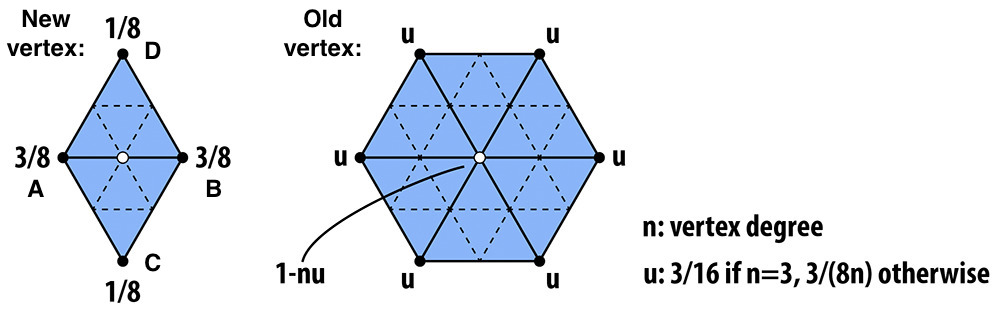 New
vertex:
1/8
D
3/8
A
3/8
B
C
1/8
Old
vertex:
u
u
u
u
1-nu
u
u
n: vertex degree
u: 3/16 if n=3, 3/(8n) otherwise